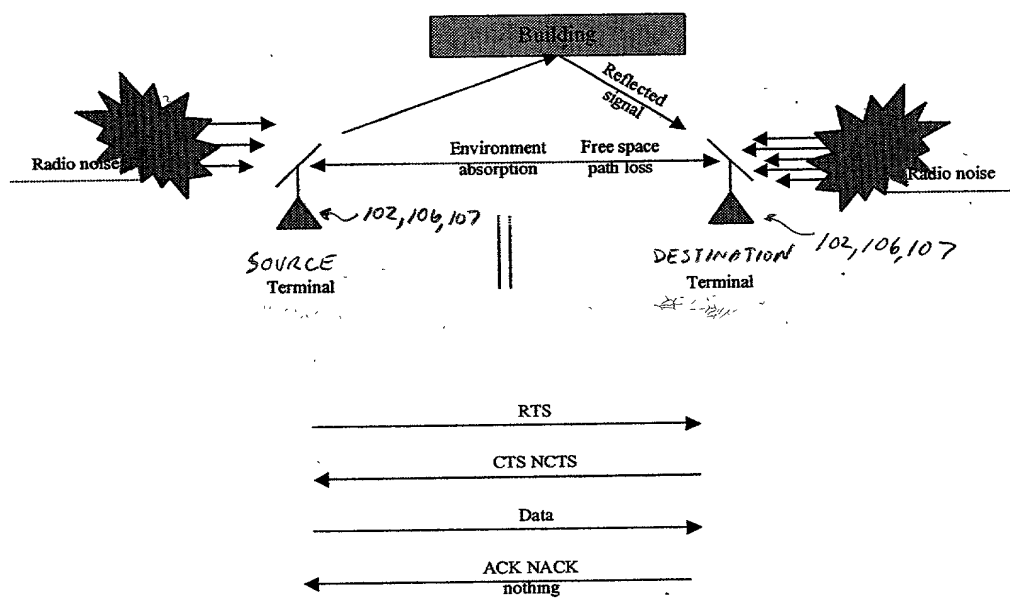 Building
Reflected
signal
Radio noise
Environment
absorption
Free space
path loss
Radio noise
102,106,107
102,106,107
SOURCE
Terminal
DESTINATION
Terminal
RTS
CTS NCTS
Data
ACK NACK
nothing